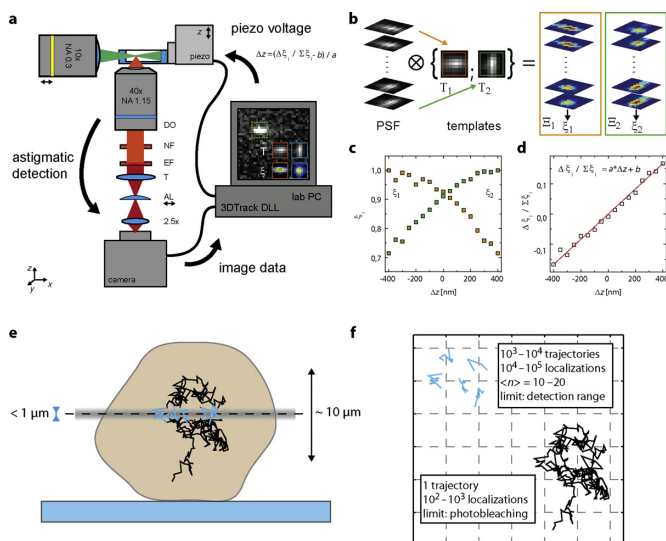 a
piezo voltage
Δz=(Δξi / Σξi - b) / a
10x
NA 0.3
z
piezo
40x
NA 1.15
DO
NF
EF
T
AL
2.5x
astigmatic
detection
T
lab PC
3DTrack DLL
image data
camera
z
y
x
b
PSF
⊗
{
T1
;
T2
}
=
templates
Ξ1
ξ1
Ξ2
ξ2
c
1,0
0,9
0,8
0,7
ξi
ξ1
ξ2
-400
-200
0
200
400
Δz [nm]
d
Δξi / Σξi = a*Δz + b
0,1
0,0
-0,1
Δξi / Σξi
-400
-200
0
200
400
Δz [nm]
e
< 1 µm
~ 10 µm
f
10³ – 10⁴ trajectories
10⁴ – 10⁵ localizations
<n> = 10 – 20
limit: detection range
1 trajectory
10² – 10³ localizations
limit: photobleaching